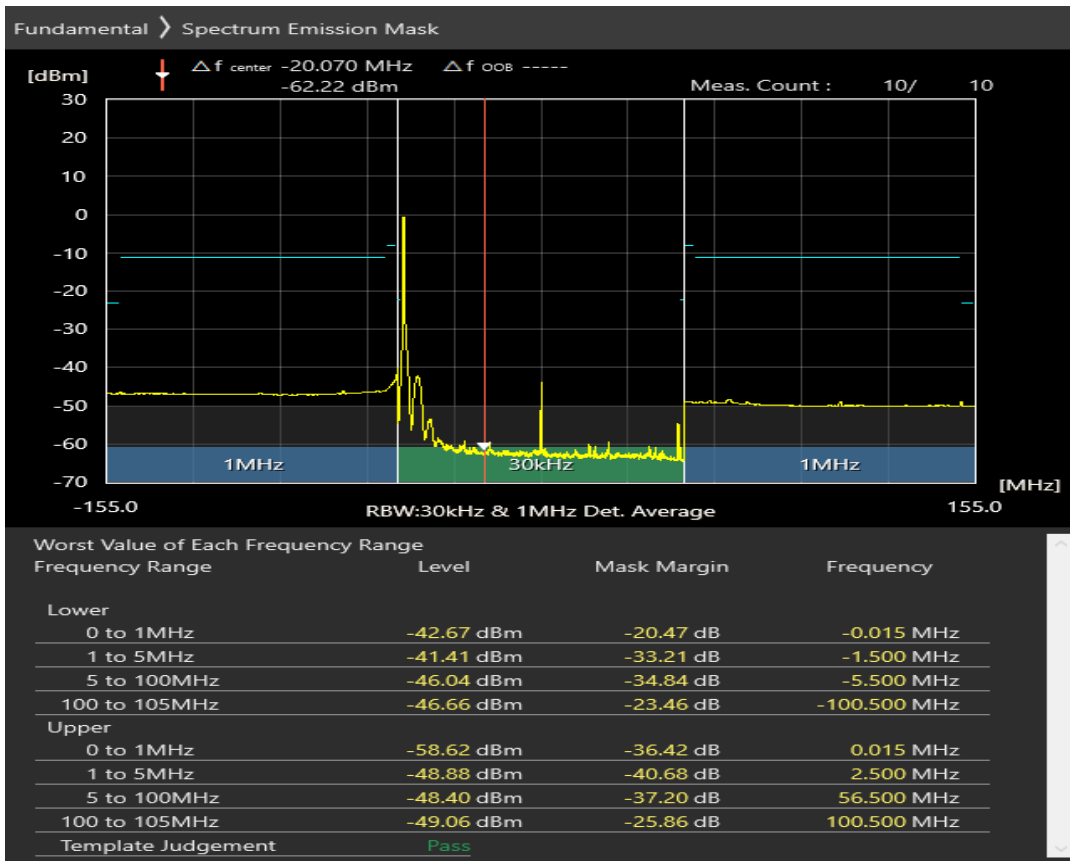 Fundamental ❯ Spectrum Emission Mask
[dBm] Δf center -20.070 MHz Δf OOB -----
-62.22 dBm Meas. Count : 10/ 10
30
20
10
0
-10
-20
-30
-40
-50
-60
1MHz 30kHz 1MHz
-70
[MHz]
-155.0 RBW:30kHz & 1MHz Det. Average 155.0
Worst Value of Each Frequency Range
Frequency Range Level Mask Margin Frequency
Lower
0 to 1MHz -42.67 dBm -20.47 dB -0.015 MHz
1 to 5MHz -41.41 dBm -33.21 dB -1.500 MHz
5 to 100MHz -46.04 dBm -34.84 dB -5.500 MHz
100 to 105MHz -46.66 dBm -23.46 dB -100.500 MHz
Upper
0 to 1MHz -58.62 dBm -36.42 dB 0.015 MHz
1 to 5MHz -48.88 dBm -40.68 dB 2.500 MHz
5 to 100MHz -48.40 dBm -37.20 dB 56.500 MHz
100 to 105MHz -49.06 dBm -25.86 dB 100.500 MHz
Template Judgement Pass